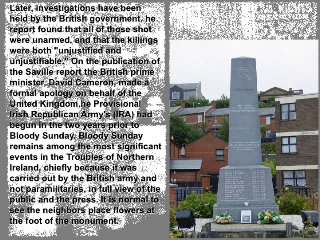 Later, investigations have been
held by the British government. he
report found that all of those shot
were unarmed, and that the killings
were both "unjustified and
unjustifiable." On the publication of
the Saville report the British prime
minister, David Cameron, made a
formal apology on behalf of the
United Kingdom.he Provisional
Irish Republican Army's (IRA) had
begun in the two years prior to
Bloody Sunday. Bloody Sunday
remains among the most significant
events in the Troubles of Northern
Ireland, chiefly because it was
carried out by the British army and
not paramilitaries, in full view of the
public and the press. It is normal to
see the neighbors place flowers at
the foot of the monument.